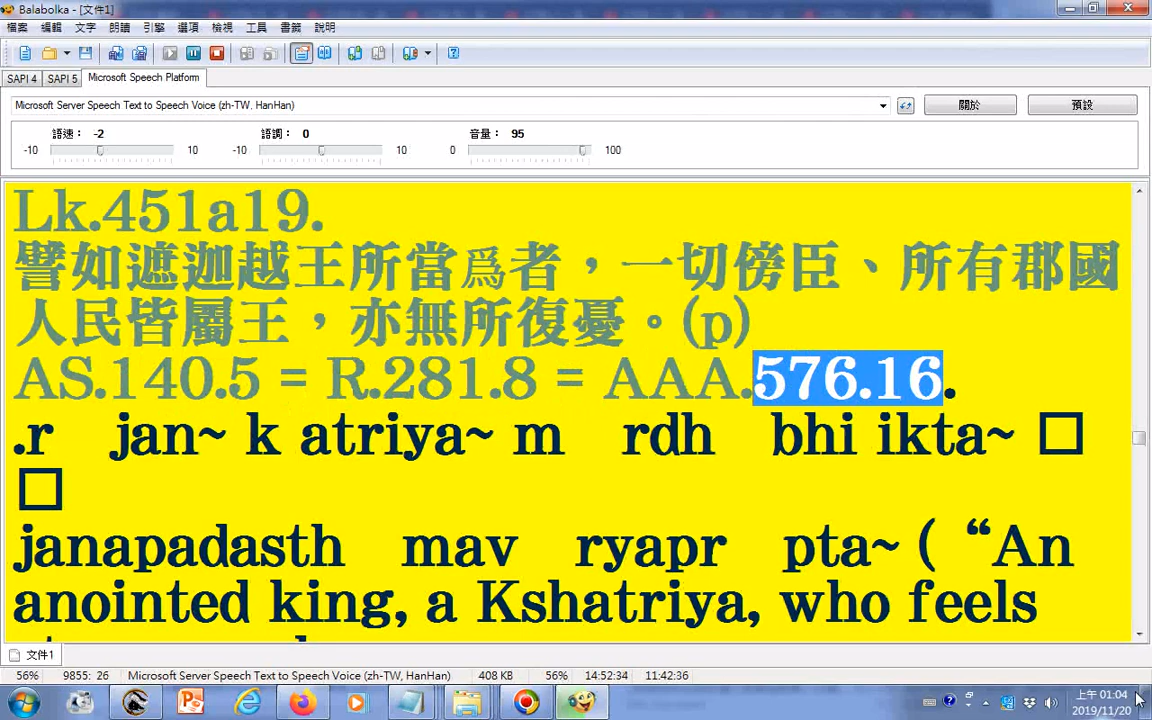 Balabolka - [文件1]
檔案 編輯 文字 朗讀 引擎 選項 檢視 工具 書籤 說明
SAPI 4 SAPI 5 Microsoft Speech Platform
Microsoft Server Speech Text to Speech Voice (zh-TW, HanHan) 關於 預設
語速： -2 語調： 0 音量： 95
-10 10 -10 10 0 100
Lk.451a19.
譬如遮迦越王所當爲者，一切傍臣、所有郡國
人民皆屬王，亦無所復憂。(p)
AS.140.5 = R.281.8 = AAA.576.16.
.r jan~ k atriya~ m rdh bhi ikta~ □
□
janapadasth mav ryapr pta~ ( “An
anointed king, a Kshatriya, who feels
文件1
56% 9855: 26 Microsoft Server Speech Text to Speech Voice (zh-TW, HanHan) 408 KB 56% 14:52:34 11:42:36
上午 01:04
2019/11/20